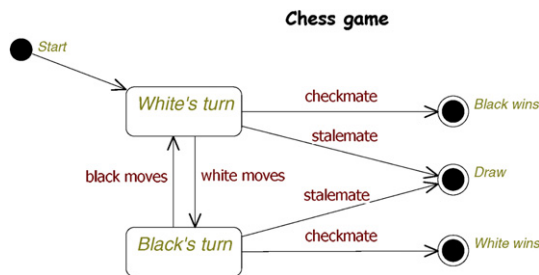 Chess game
Start
White's turn
checkmate
Black wins
stalemate
black moves
white moves
Draw
stalemate
Black's turn
checkmate
White wins